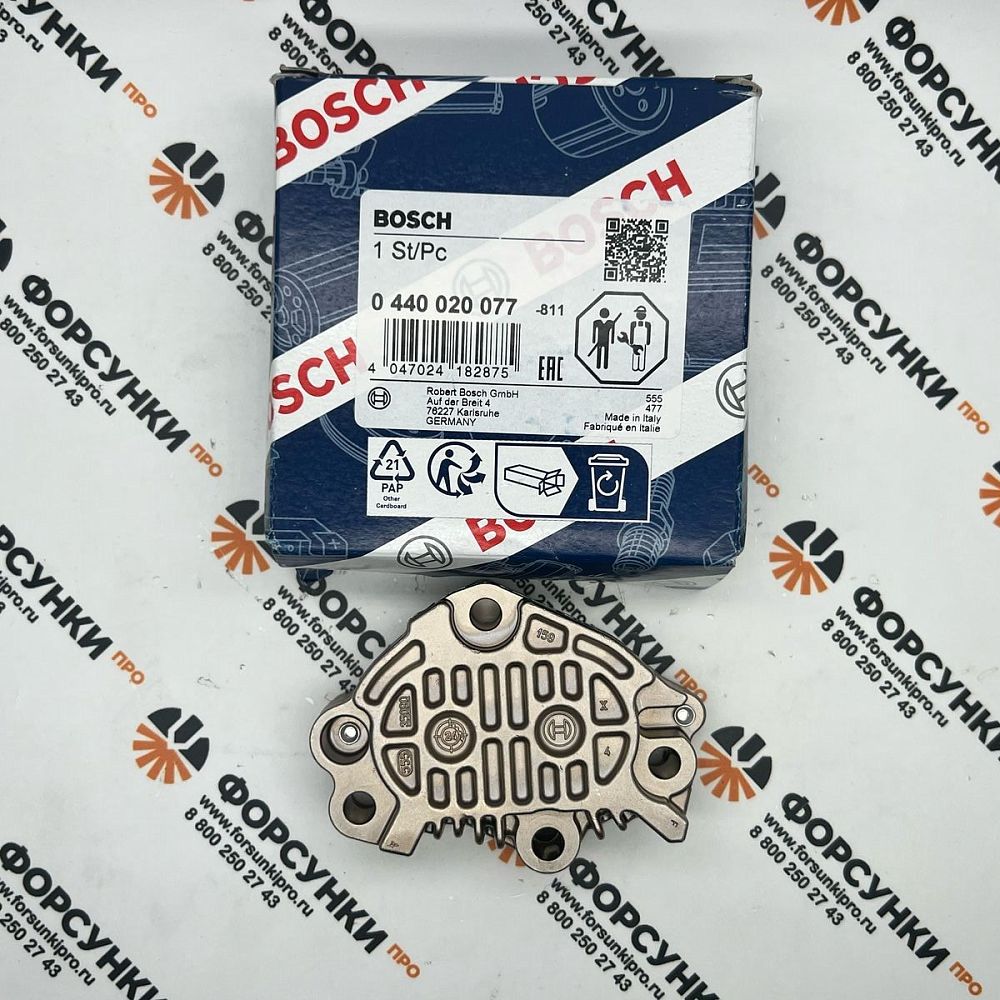 BOSCH
BOSCH
BOSCH
1 St/Pc
BOSCH
0 440 020 077
-811
4 047024 182875
EAC
Robert Bosch GmbH
Auf der Breit 4
76227 Karlsruhe
GERMANY
555
477
Made in Italy
Fabriqué en Italie
21
PAP
Other
Cardboard
159
X
4
ФОРСУНКИ ПРО
www.forsunkipro.ru
8 800 250 27 43